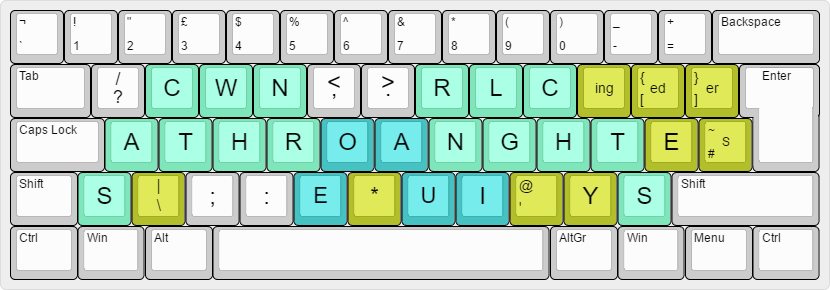 ¬ ` ! 1 " 2 £ 3 $ 4 % 5 ^ 6 & 7 * 8 ( 9 ) 0 _ - + = Backspace
Tab / ? C W N < , > . R L C ing { [ ed } ] er Enter
Caps Lock A T H R O A N G H T E ~ # s
Shift S | \ ; : E * U I @ ' Y S Shift
Ctrl Win Alt AltGr Win Menu Ctrl